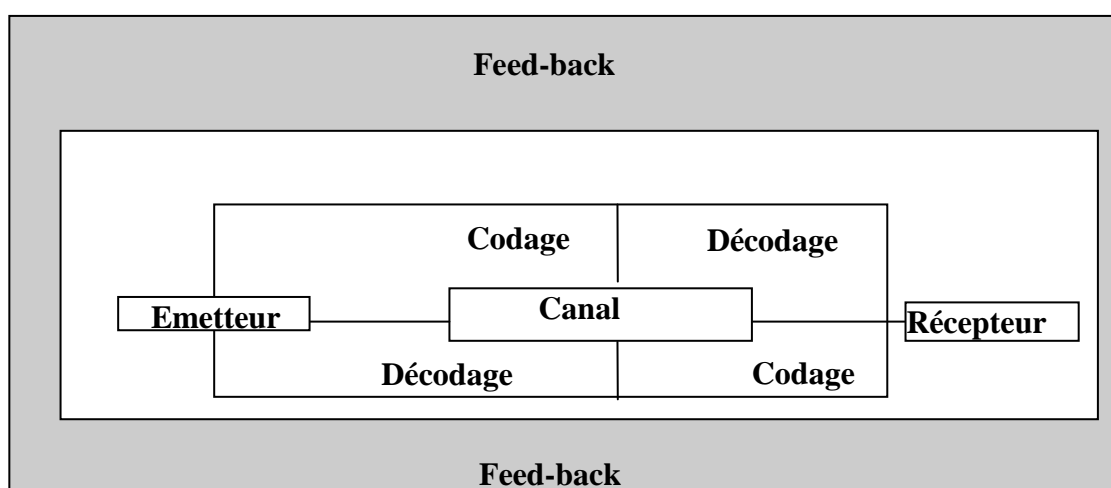 Feed-back
Codage
Décodage
Emetteur
Canal
Récepteur
Décodage
Codage
Feed-back